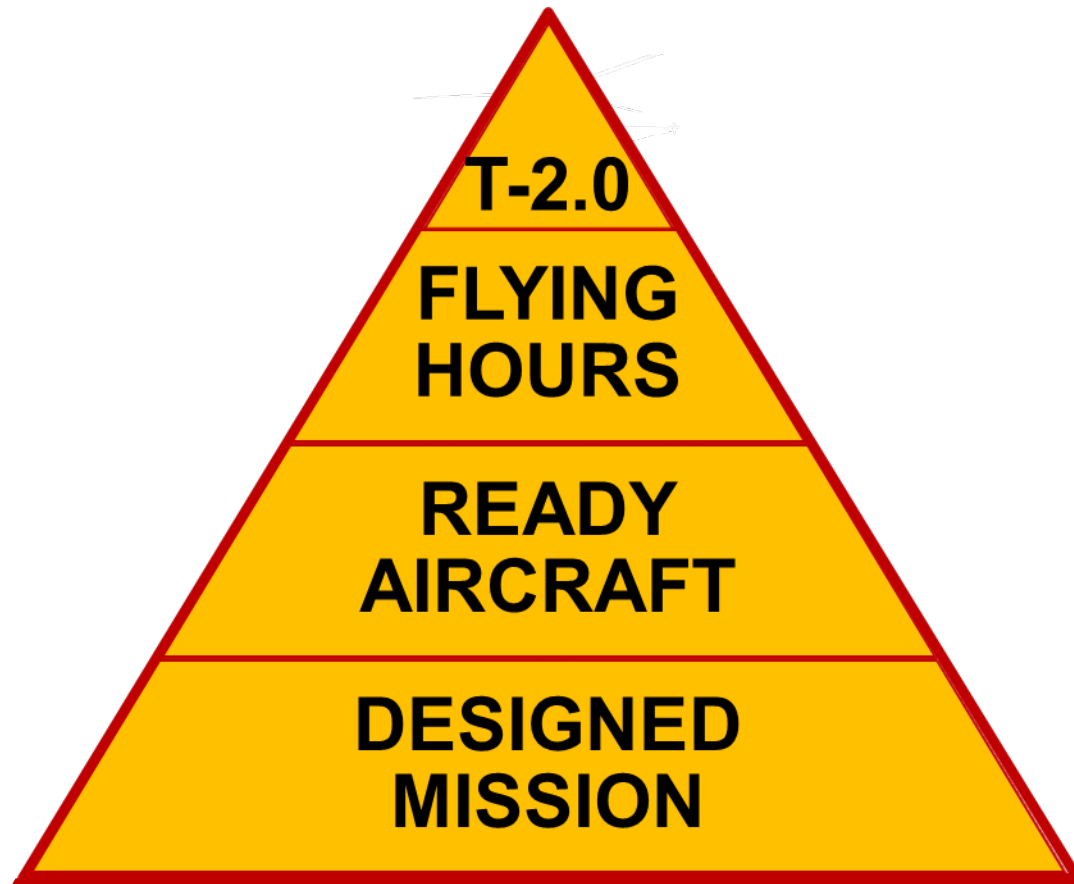 T-2.0
FLYING
HOURS
READY
AIRCRAFT
DESIGNED
MISSION